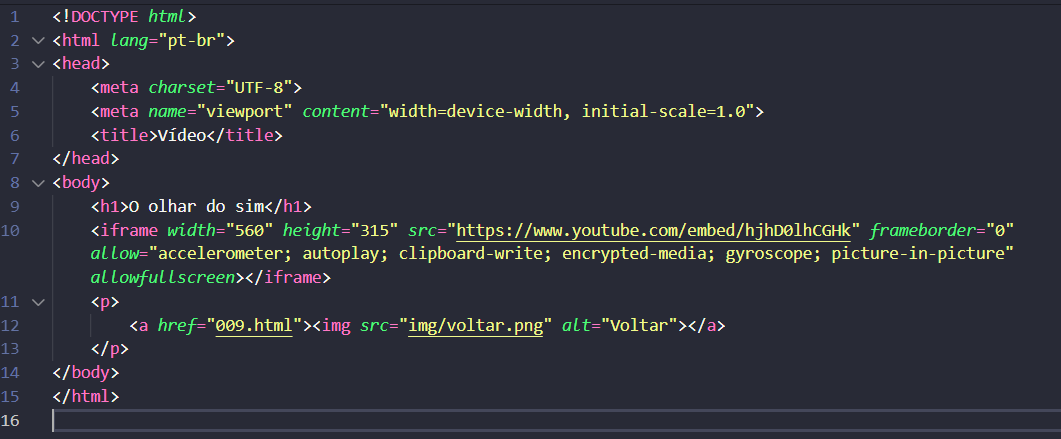 1 <!DOCTYPE html>
2 <html lang="pt-br">
3 <head>
4     <meta charset="UTF-8">
5     <meta name="viewport" content="width=device-width, initial-scale=1.0">
6     <title>Vídeo</title>
7 </head>
8 <body>
9     <h1>O olhar do sim</h1>
10     <iframe width="560" height="315" src="https://www.youtube.com/embed/hjhD0lhCGHk" frameborder="0"
    allow="accelerometer; autoplay; clipboard-write; encrypted-media; gyroscope; picture-in-picture"
    allowfullscreen></iframe>
11     <p>
12         <a href="009.html"><img src="img/voltar.png" alt="Voltar"></a>
13     </p>
14 </body>
15 </html>
16